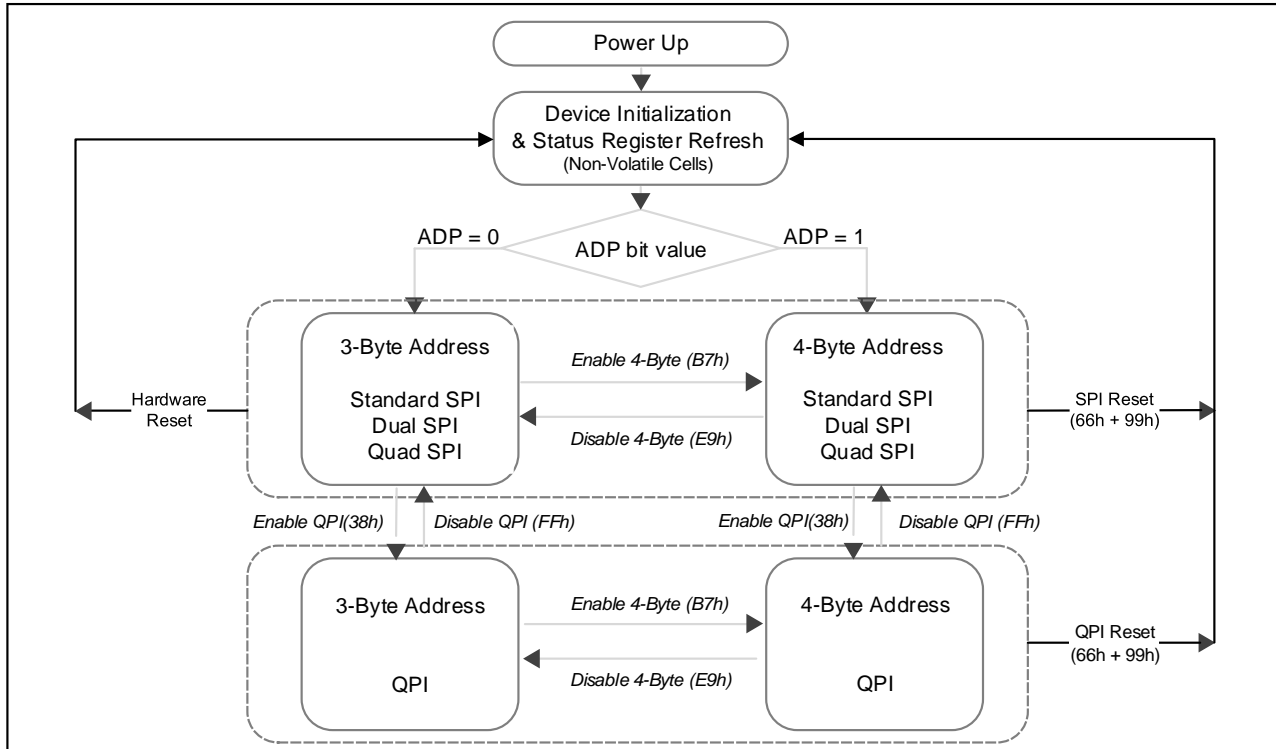 Power Up
Device Initialization
& Status Register Refresh
(Non-Volatile Cells)
ADP = 0
ADP bit value
ADP = 1
3-Byte Address
Standard SPI
Dual SPI
Quad SPI
Enable 4-Byte (B7h)
Disable 4-Byte (E9h)
4-Byte Address
Standard SPI
Dual SPI
Quad SPI
Hardware
Reset
SPI Reset
(66h + 99h)
Enable QPI(38h)
Disable QPI (FFh)
Enable QPI(38h)
Disable QPI (FFh)
3-Byte Address
QPI
Enable 4-Byte (B7h)
Disable 4-Byte (E9h)
4-Byte Address
QPI
QPI Reset
(66h + 99h)